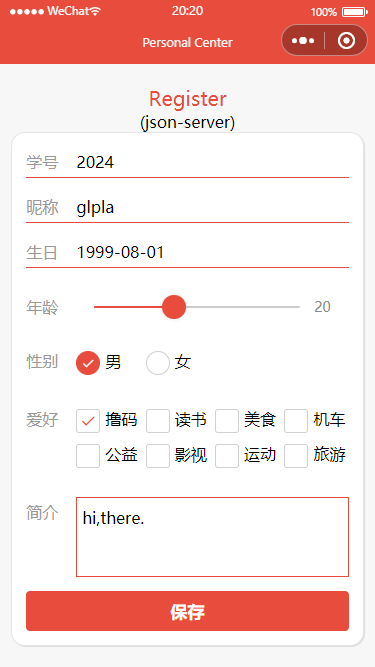 WeChat 20:20 100%
Personal Center
Register
(json-server)
学号 2024
昵称 glpla
生日 1999-08-01
年龄 20
性别 男 女
爱好 撸码 读书 美食 机车
公益 影视 运动 旅游
简介 hi,there.
保存